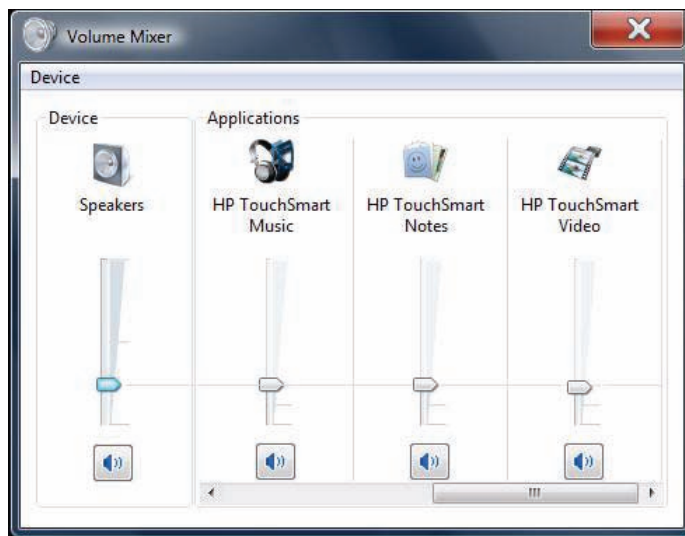 Volume Mixer
Device
Device
Applications
Speakers
HP TouchSmart
Music
HP TouchSmart
Notes
HP TouchSmart
Video